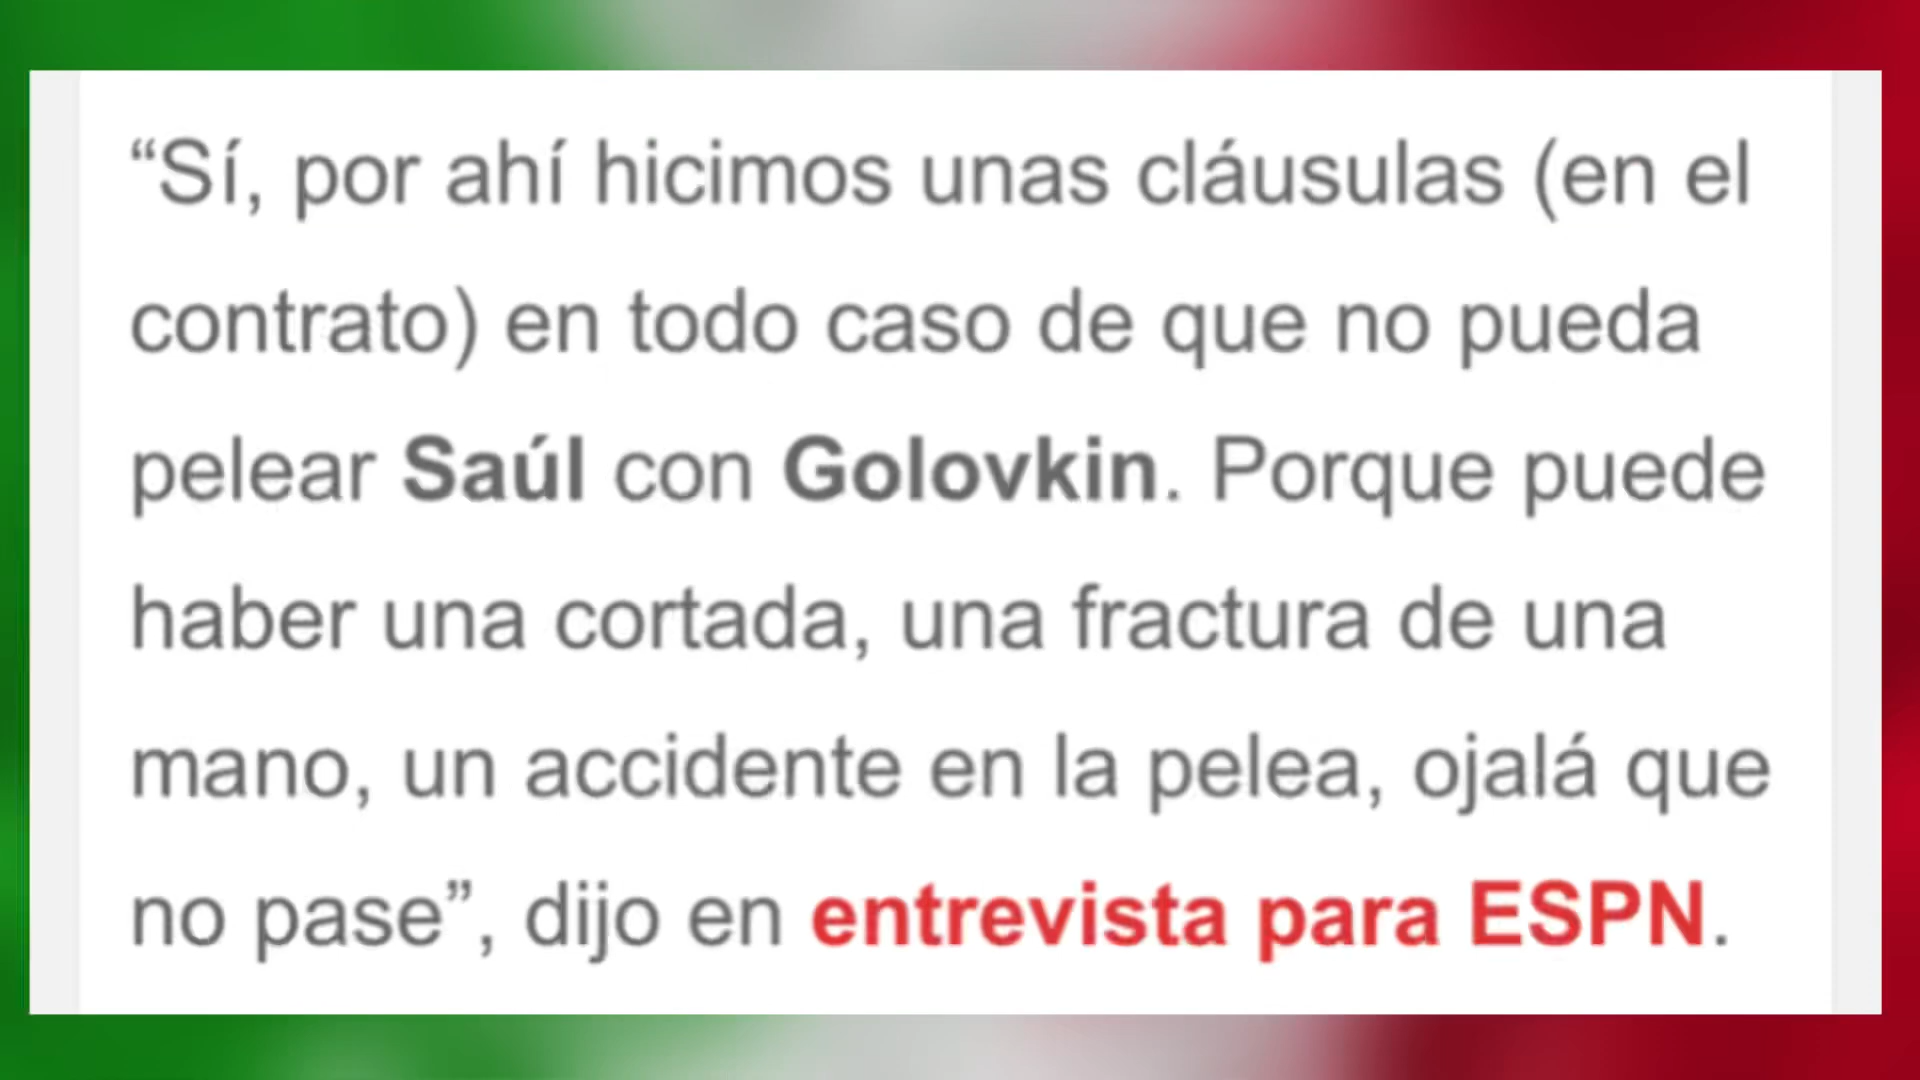 “Sí, por ahí hicimos unas cláusulas (en el
contrato) en todo caso de que no pueda
pelear Saúl con Golovkin. Porque puede
haber una cortada, una fractura de una
mano, un accidente en la pelea, ojalá que
no pase”, dijo en entrevista para ESPN.